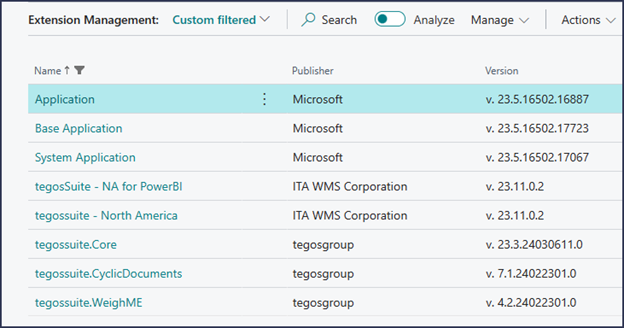 Extension Management: Custom filtered Search Analyze Manage Actions
Name ↑ Publisher Version
Application Microsoft v. 23.5.16502.16887
Base Application Microsoft v. 23.5.16502.17723
System Application Microsoft v. 23.5.16502.17067
tegosSuite - NA for PowerBI ITA WMS Corporation v. 23.11.0.2
tegossuite - North America ITA WMS Corporation v. 23.11.0.2
tegossuite.Core tegosgroup v. 23.3.24030611.0
tegossuite.CyclicDocuments tegosgroup v. 7.1.24022301.0
tegossuite.WeighME tegosgroup v. 4.2.24022301.0